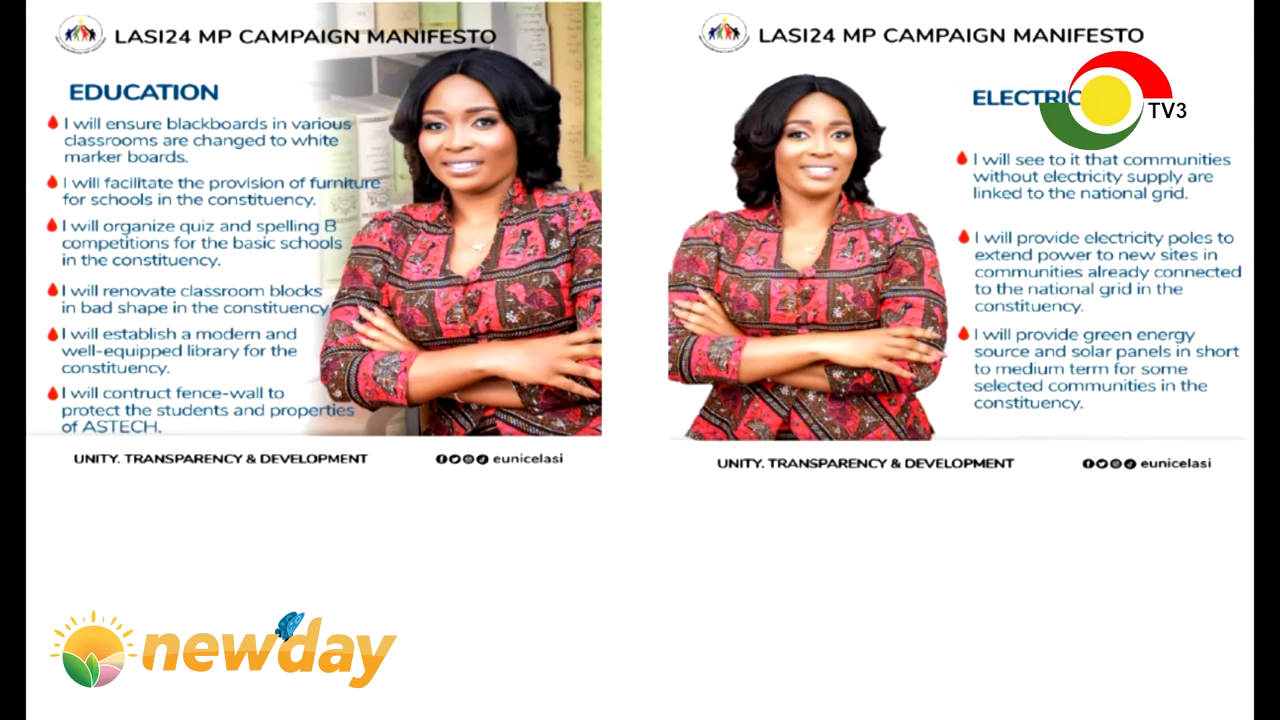 LASI24 MP CAMPAIGN MANIFESTO
EDUCATION
I will ensure blackboards in various
classrooms are changed to white
marker boards.
I will facilitate the provision of furniture
for schools in the constituency.
I will organize quiz and spelling B
competitions for the basic schools
in the constituency.
I will renovate classroom blocks
in bad shape in the constituency
I will establish a modern and
well-equipped library for the
constituency.
I will contruct fence-wall to
protect the students and properties
of ASTECH.
UNITY. TRANSPARENCY & DEVELOPMENT
eunicelasi
LASI24 MP CAMPAIGN MANIFESTO
ELECTRIC
TV3
I will see to it that communities
without electricity supply are
linked to the national grid.
I will provide electricity poles to
extend power to new sites in
communities already connected
to the national grid in the
constituency.
I will provide green energy
source and solar panels in short
to medium term for some
selected communities in the
constituency.
UNITY. TRANSPARENCY & DEVELOPMENT
eunicelasi
newday